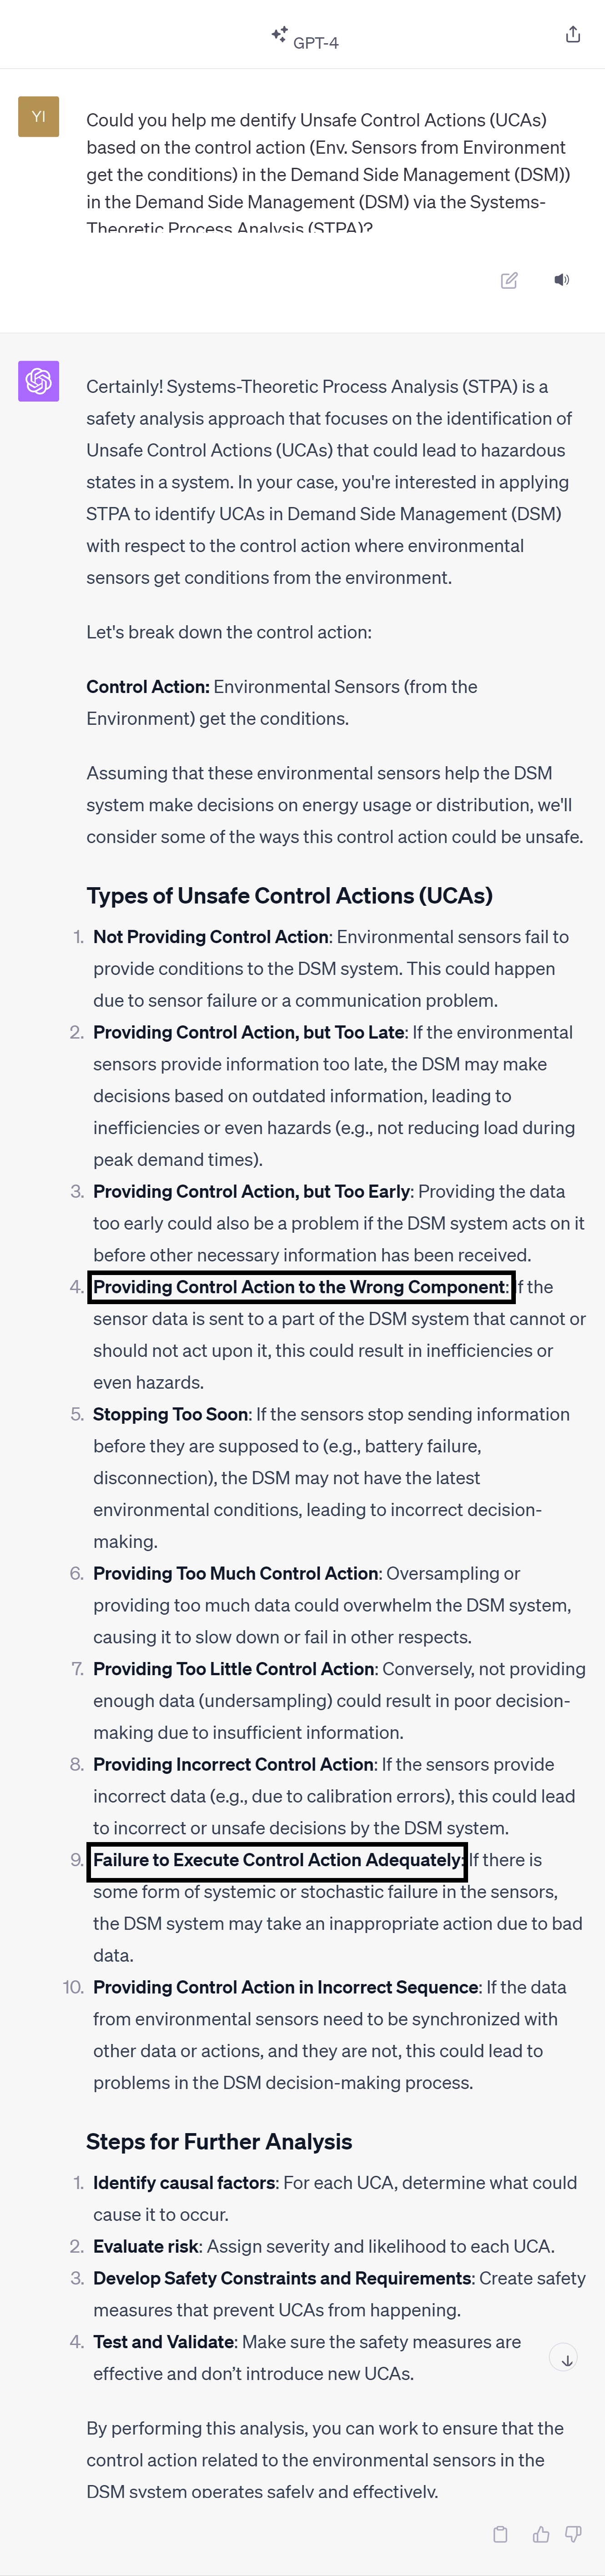 GPT-4
YI
Could you help me dentify Unsafe Control Actions (UCAs)
based on the control action (Env. Sensors from Environment
get the conditions) in the Demand Side Management (DSM))
in the Demand Side Management (DSM) via the Systems-
Theoretic Process Analysis (STPA)?
Certainly! Systems-Theoretic Process Analysis (STPA) is a
safety analysis approach that focuses on the identification of
Unsafe Control Actions (UCAs) that could lead to hazardous
states in a system. In your case, you're interested in applying
STPA to identify UCAs in Demand Side Management (DSM)
with respect to the control action where environmental
sensors get conditions from the environment.
Let's break down the control action:
Control Action: Environmental Sensors (from the
Environment) get the conditions.
Assuming that these environmental sensors help the DSM
system make decisions on energy usage or distribution, we'll
consider some of the ways this control action could be unsafe.
Types of Unsafe Control Actions (UCAs)
1. Not Providing Control Action: Environmental sensors fail to
provide conditions to the DSM system. This could happen
due to sensor failure or a communication problem.
2. Providing Control Action, but Too Late: If the environmental
sensors provide information too late, the DSM may make
decisions based on outdated information, leading to
inefficiencies or even hazards (e.g., not reducing load during
peak demand times).
3. Providing Control Action, but Too Early: Providing the data
too early could also be a problem if the DSM system acts on it
before other necessary information has been received.
4. Providing Control Action to the Wrong Component: If the
sensor data is sent to a part of the DSM system that cannot or
should not act upon it, this could result in inefficiencies or
even hazards.
5. Stopping Too Soon: If the sensors stop sending information
before they are supposed to (e.g., battery failure,
disconnection), the DSM may not have the latest
environmental conditions, leading to incorrect decision-
making.
6. Providing Too Much Control Action: Oversampling or
providing too much data could overwhelm the DSM system,
causing it to slow down or fail in other respects.
7. Providing Too Little Control Action: Conversely, not providing
enough data (undersampling) could result in poor decision-
making due to insufficient information.
8. Providing Incorrect Control Action: If the sensors provide
incorrect data (e.g., due to calibration errors), this could lead
to incorrect or unsafe decisions by the DSM system.
9. Failure to Execute Control Action Adequately: If there is
some form of systemic or stochastic failure in the sensors,
the DSM system may take an inappropriate action due to bad
data.
10. Providing Control Action in Incorrect Sequence: If the data
from environmental sensors need to be synchronized with
other data or actions, and they are not, this could lead to
problems in the DSM decision-making process.
Steps for Further Analysis
1. Identify causal factors: For each UCA, determine what could
cause it to occur.
2. Evaluate risk: Assign severity and likelihood to each UCA.
3. Develop Safety Constraints and Requirements: Create safety
measures that prevent UCAs from happening.
4. Test and Validate: Make sure the safety measures are
effective and don’t introduce new UCAs.
By performing this analysis, you can work to ensure that the
control action related to the environmental sensors in the
DSM system operates safely and effectively.